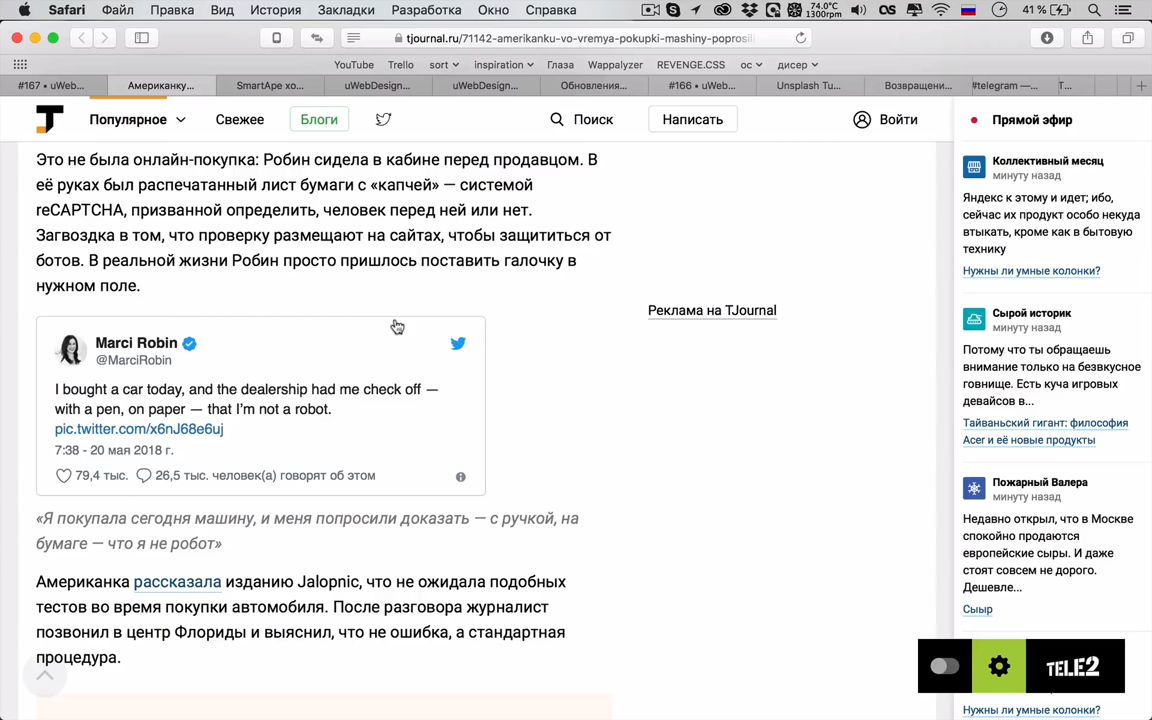 Safari Файл Правка Вид История Закладки Разработка Окно Справка 74.0°C 1300rpm 41 %
tjournal.ru/71142-amerikanku-vo-vremya-pokupki-mashiny-poprosil
YouTube Trello sort inspiration Глаза Wappalyzer REVENGE.CSS ос дисер
#167 • uWeb... Американку... SmartApe хо... uWebDesign... uWebDesign... Обновления... #166 • uWeb... Unsplash Tu... Возвращени... #telegram —... T...
Популярное Свежее Блоги Поиск Написать Войти
Это не была онлайн-покупка: Робин сидела в кабине перед продавцом. В
её руках был распечатанный лист бумаги с «капчей» — системой
reCAPTCHA, призванной определить, человек перед ней или нет.
Загвоздка в том, что проверку размещают на сайтах, чтобы защититься от
ботов. В реальной жизни Робин просто пришлось поставить галочку в
нужном поле.
Marci Robin
@MarciRobin
I bought a car today, and the dealership had me check off —
with a pen, on paper — that I'm not a robot.
pic.twitter.com/x6nJ68e6uj
7:38 - 20 мая 2018 г.
79,4 тыс. 26,5 тыс. человек(а) говорят об этом
«Я покупала сегодня машину, и меня попросили доказать — с ручкой, на
бумаге — что я не робот»
Американка рассказала изданию Jalopnic, что не ожидала подобных
тестов во время покупки автомобиля. После разговора журналист
позвонил в центр Флориды и выяснил, что не ошибка, а стандартная
процедура.
Реклама на TJournal
Прямой эфир
Коллективный месяц
минуту назад
Яндекс к этому и идет; ибо,
сейчас их продукт особо некуда
втыкать, кроме как в бытовую
технику
Нужны ли умные колонки?
Сырой историк
минуту назад
Потому что ты обращаешь
внимание только на безвкусное
говнище. Есть куча игровых
девайсов в...
Тайваньский гигант: философия
Acer и её новые продукты
Пожарный Валера
минуту назад
Недавно открыл, что в Москве
спокойно продаются
европейские сыры. И даже
стоят совсем не дорого.
Дешевле...
Сыыр
TELE2
Нужны ли умные колонки?